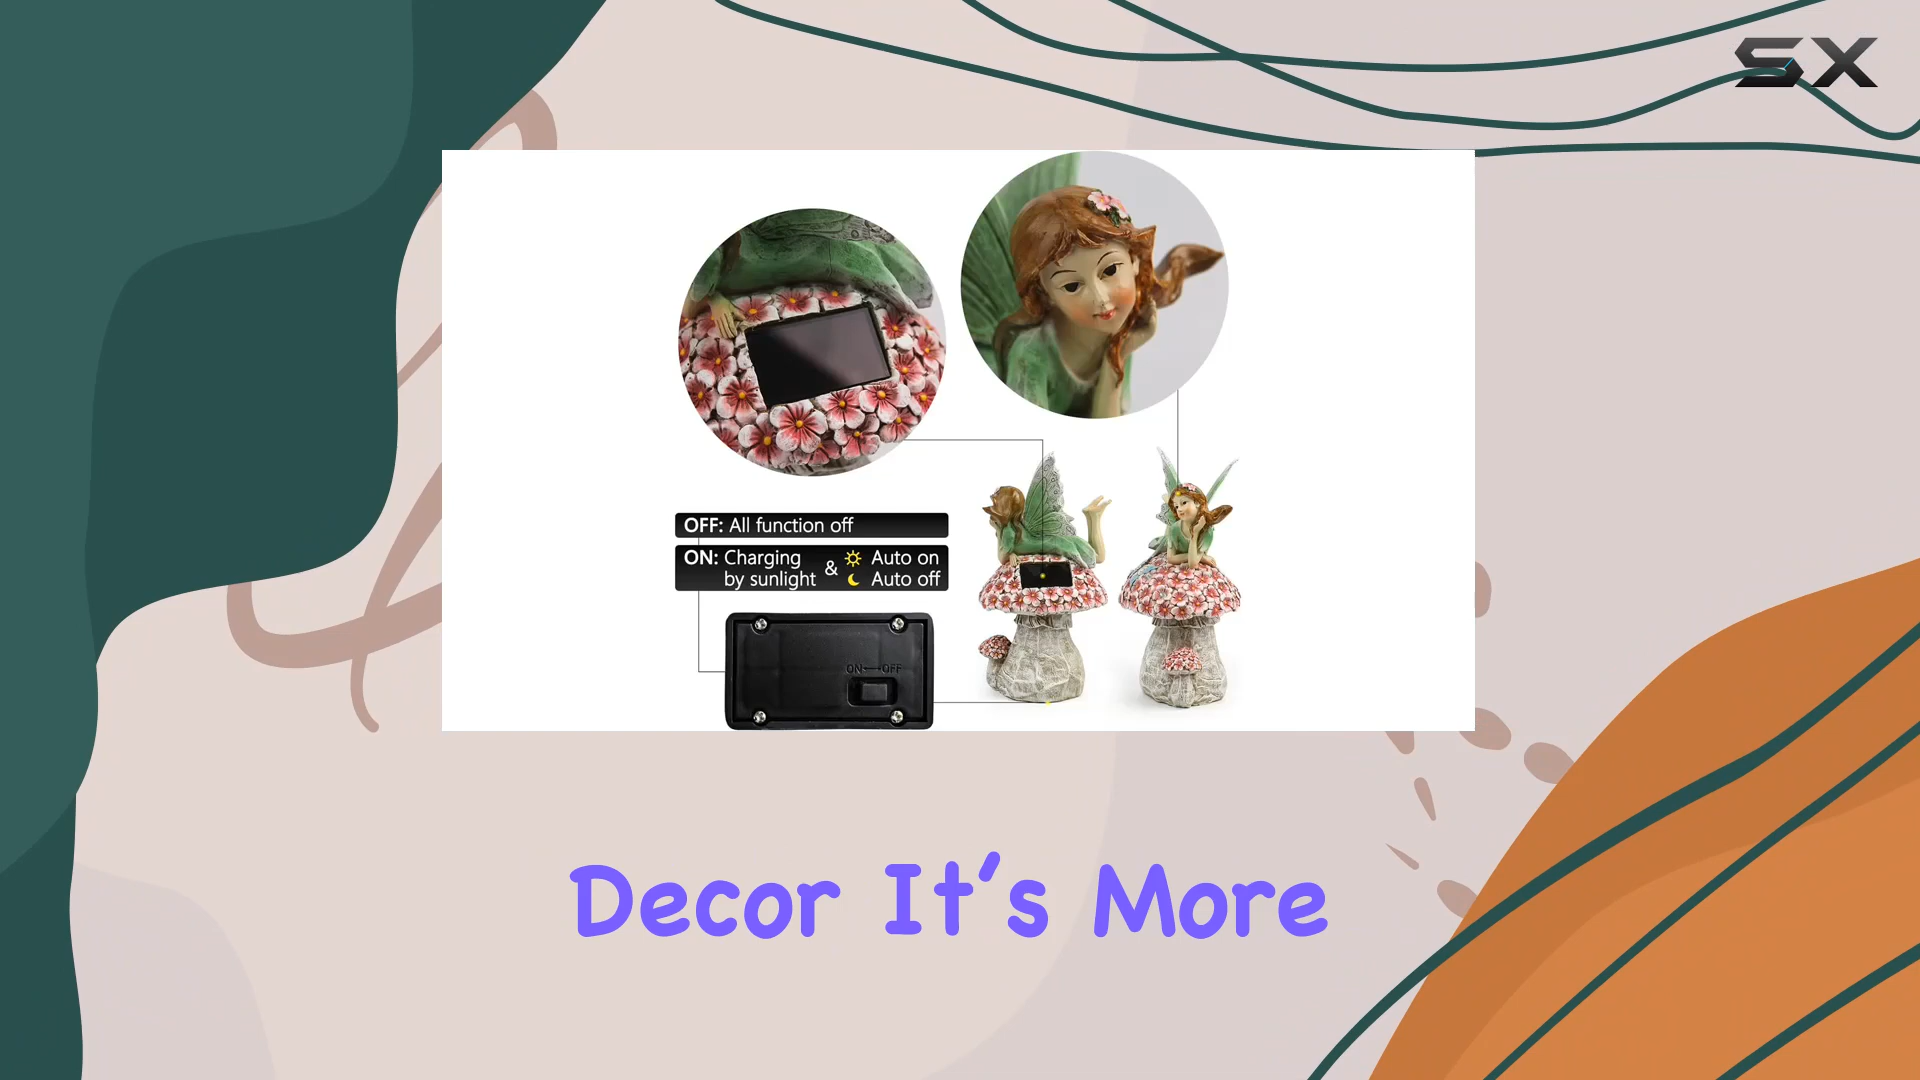 SX
OFF: All function off
ON: Charging by sunlight & Auto on Auto off
ON OFF
Decor It's More